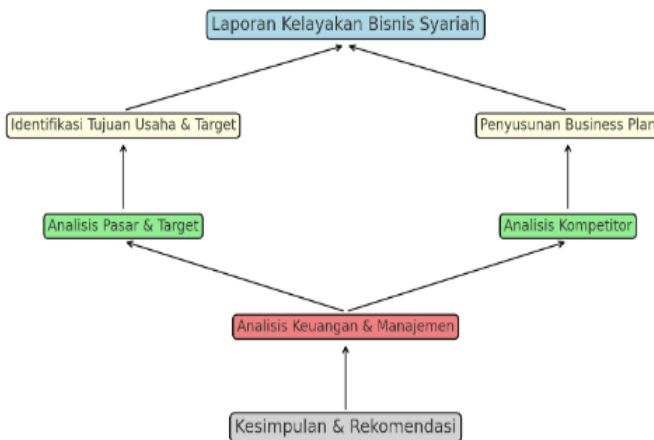 Laporan Kelayakan Bisnis Syariah
Identifikasi Tujuan Usaha & Target
Penyusunan Business Plan
Analisis Pasar & Target
Analisis Kompetitor
Analisis Keuangan & Manajemen
Kesimpulan & Rekomendasi